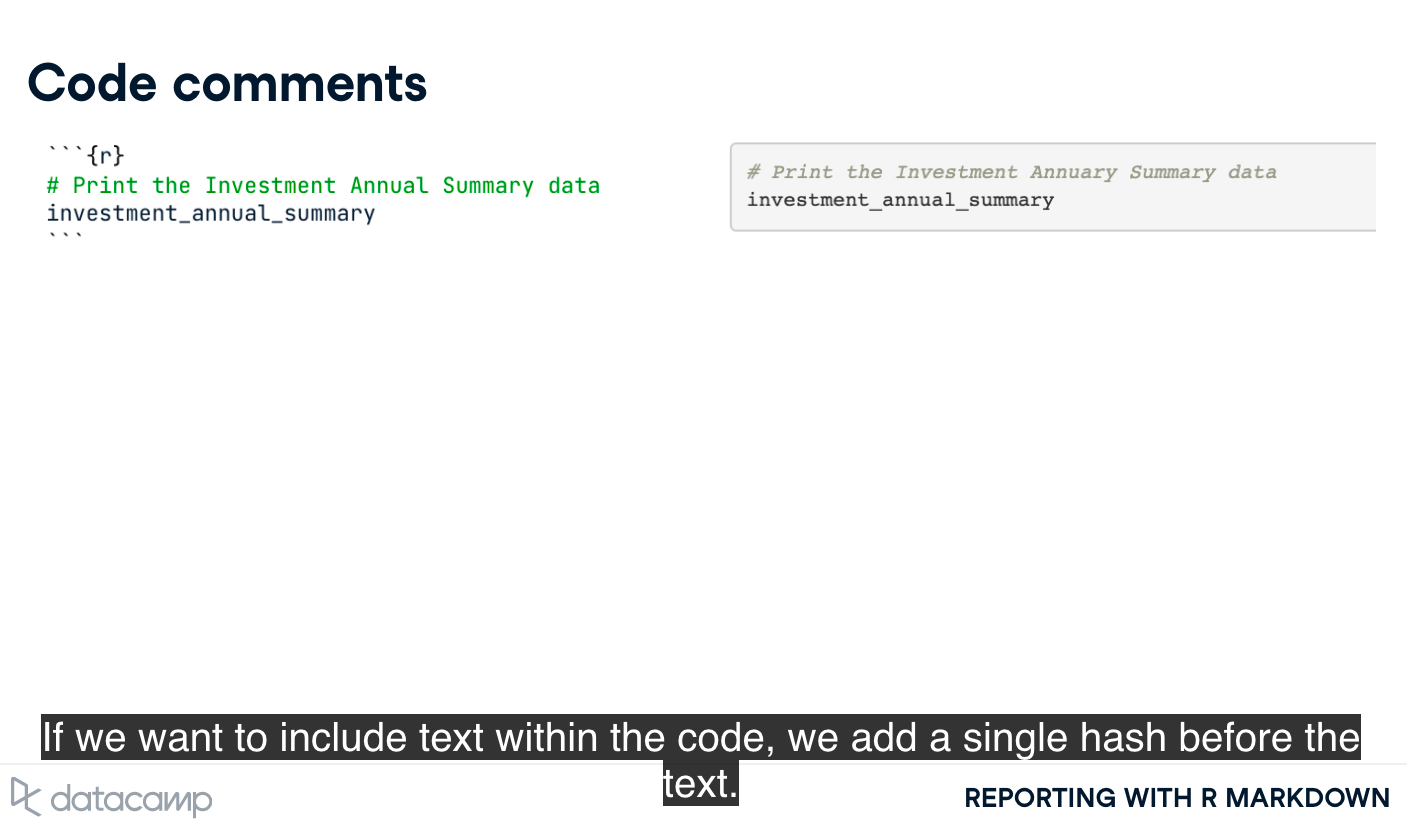 Code comments
```{r}
# Print the Investment Annual Summary data
investment_annual_summary
```
# Print the Investment Annuary Summary data
investment_annual_summary
If we want to include text within the code, we add a single hash before the
text.
datacamp
REPORTING WITH R MARKDOWN